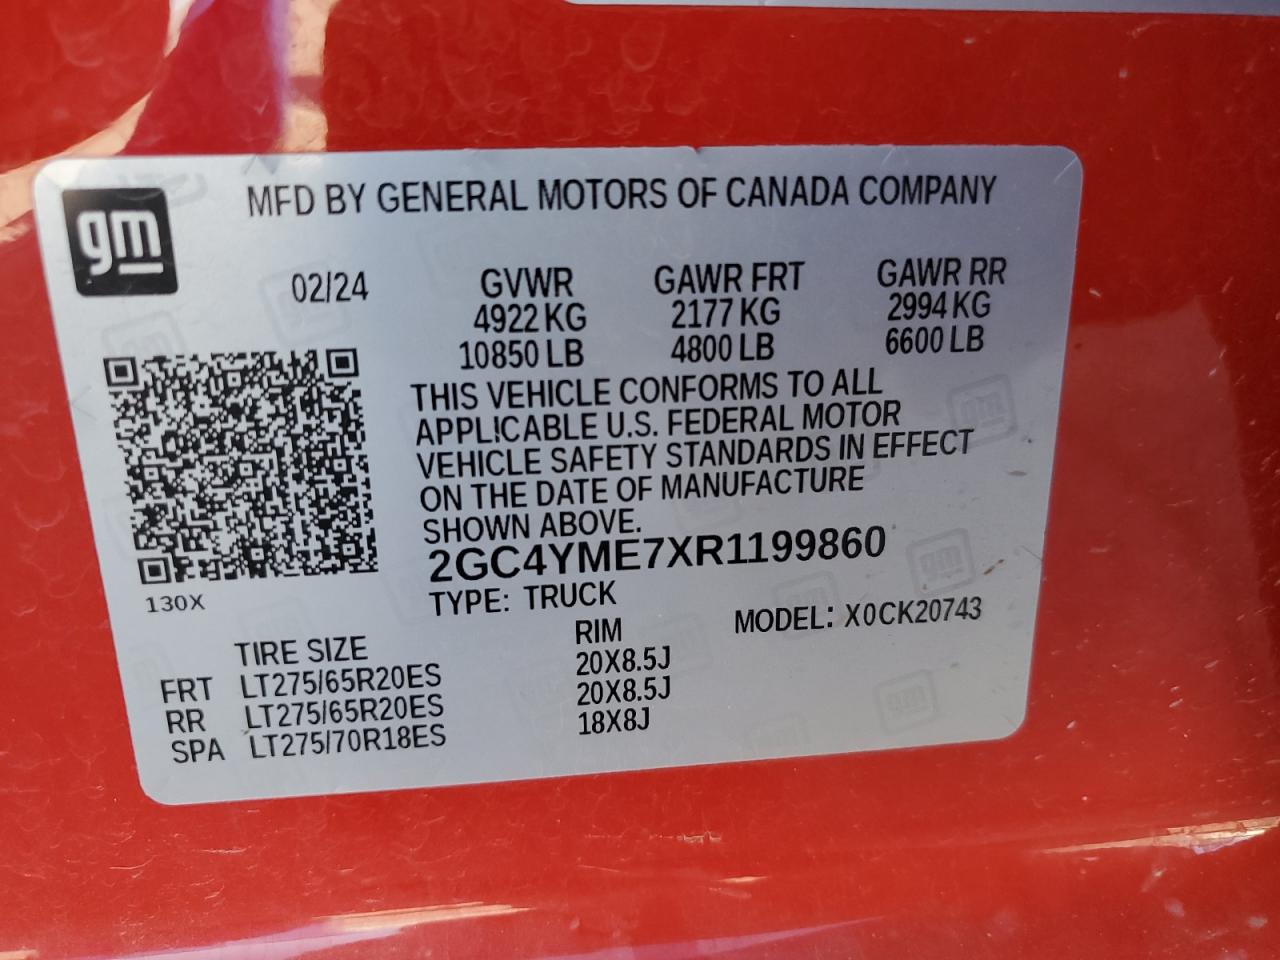 gm
MFD BY GENERAL MOTORS OF CANADA COMPANY
02/24 GVWR GAWR FRT GAWR RR
4922 KG 2177 KG 2994 KG
10850 LB 4800 LB 6600 LB
THIS VEHICLE CONFORMS TO ALL
APPLICABLE U.S. FEDERAL MOTOR
VEHICLE SAFETY STANDARDS IN EFFECT
ON THE DATE OF MANUFACTURE
SHOWN ABOVE.
2GC4YME7XR1199860
130X
TYPE: TRUCK
MODEL: X0CK20743
TIRE SIZE RIM
FRT LT275/65R20ES 20X8.5J
RR LT275/65R20ES 20X8.5J
SPA LT275/70R18ES 18X8J